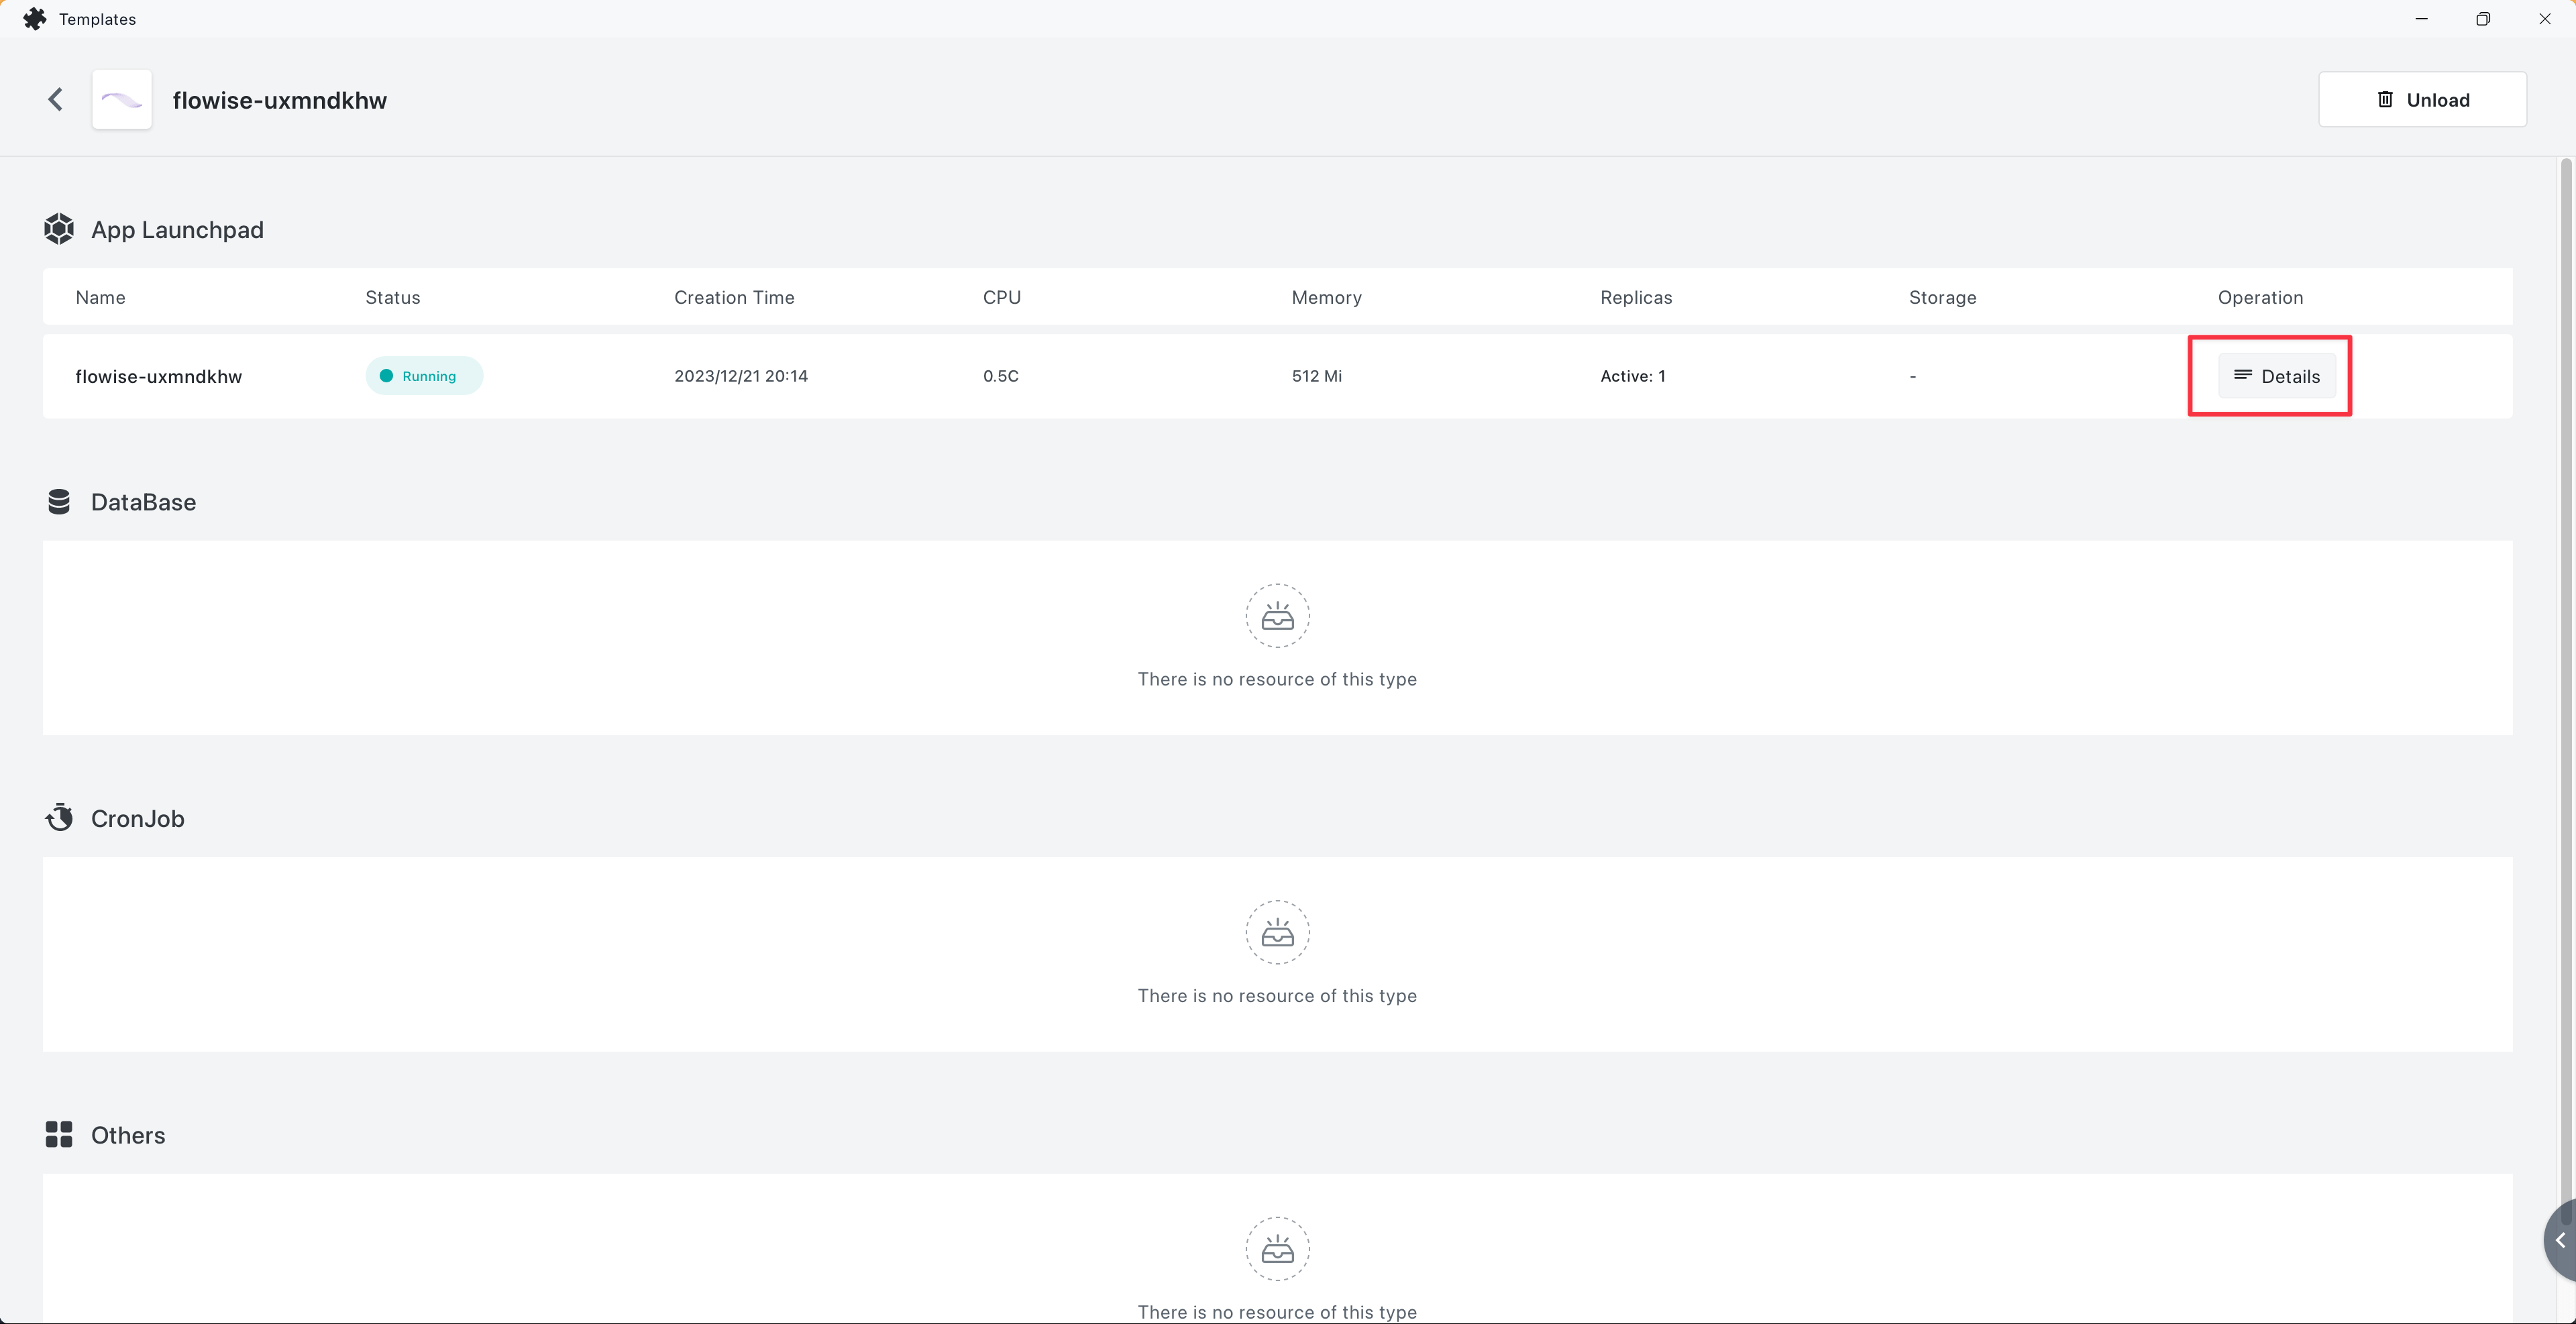 Templates
flowise-uxmndkhw
Unload
App Launchpad
Name Status Creation Time CPU Memory Replicas Storage Operation
flowise-uxmndkhw Running 2023/12/21 20:14 0.5C 512 Mi Active: 1 - Details
DataBase
There is no resource of this type
CronJob
There is no resource of this type
Others
There is no resource of this type